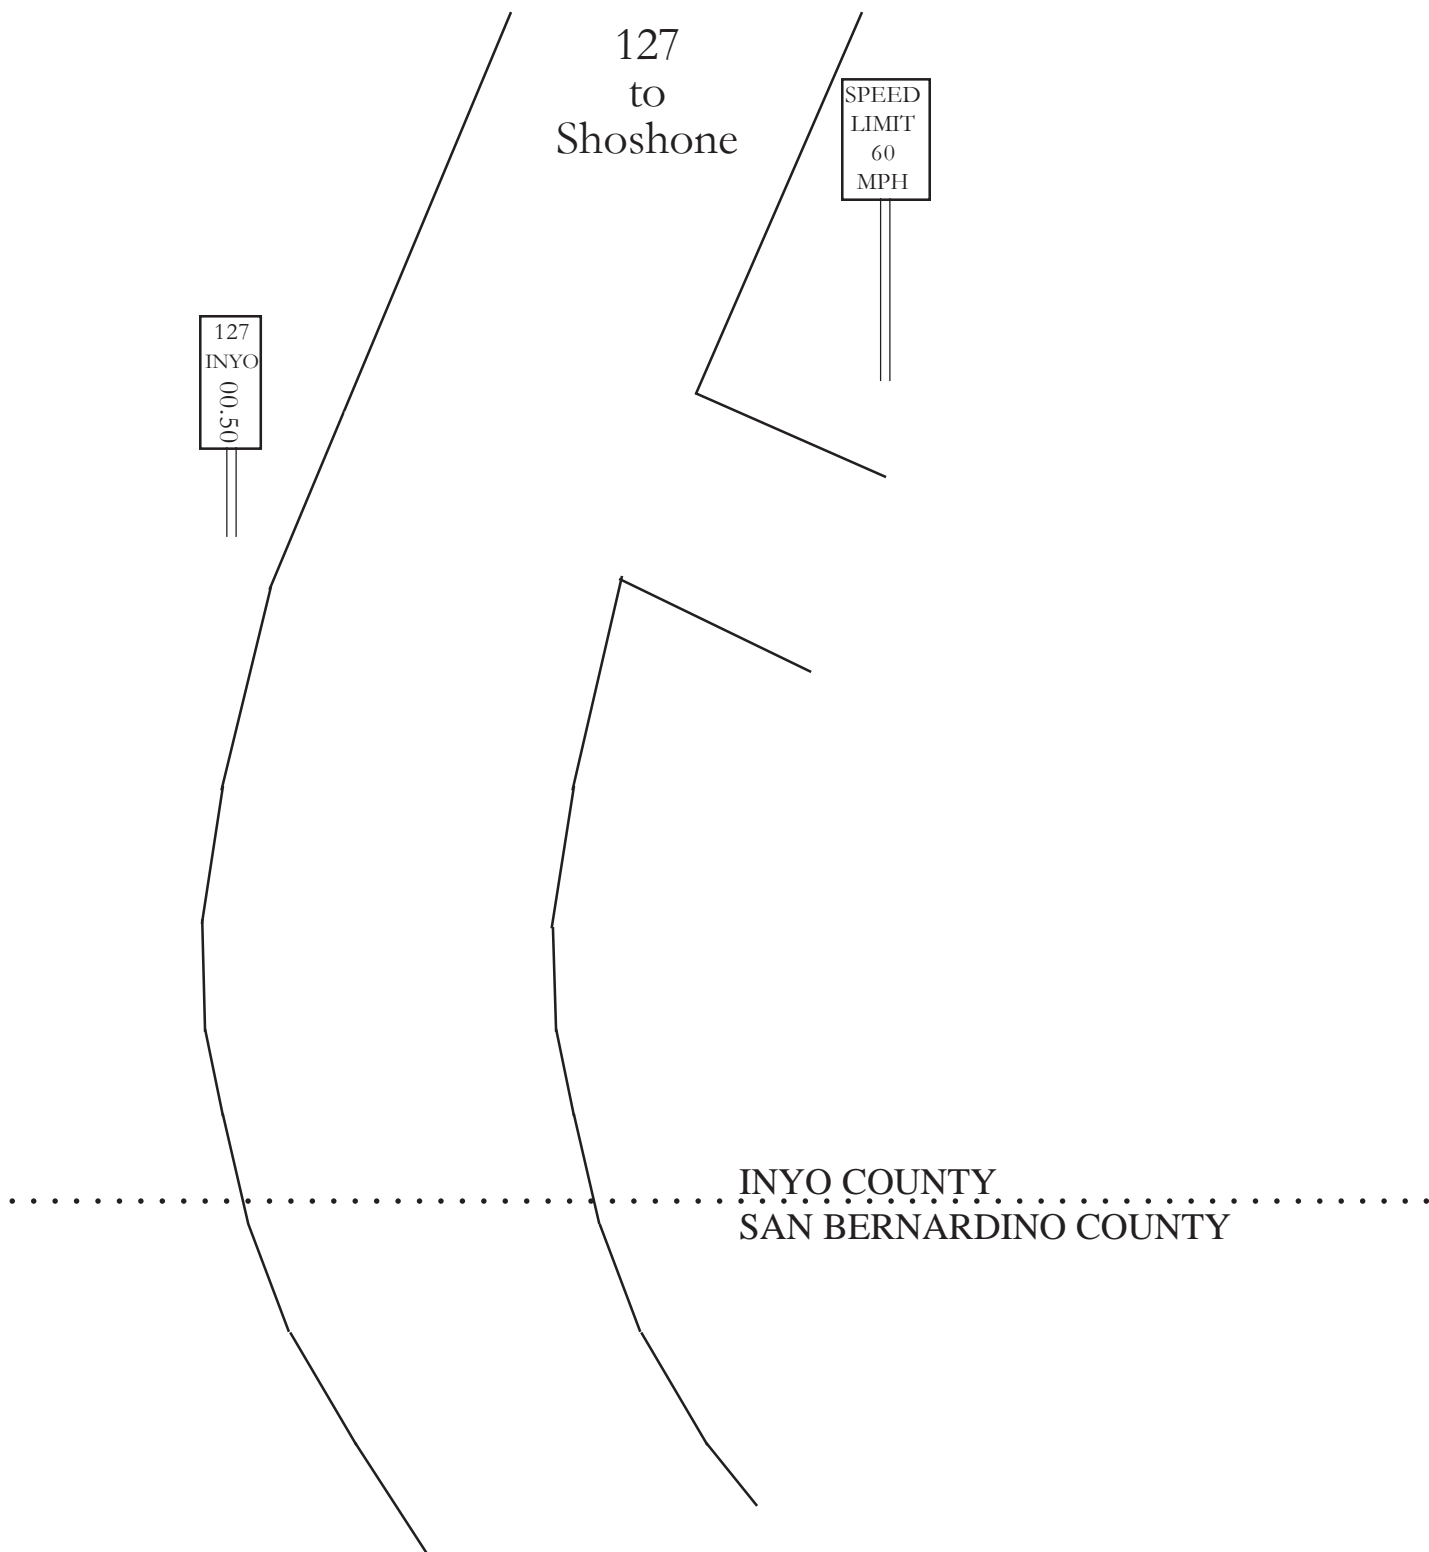 127
to
Shoshone
SPEED
LIMIT
60
MPH
127
INYO
00.50
INYO COUNTY
SAN BERNARDINO COUNTY